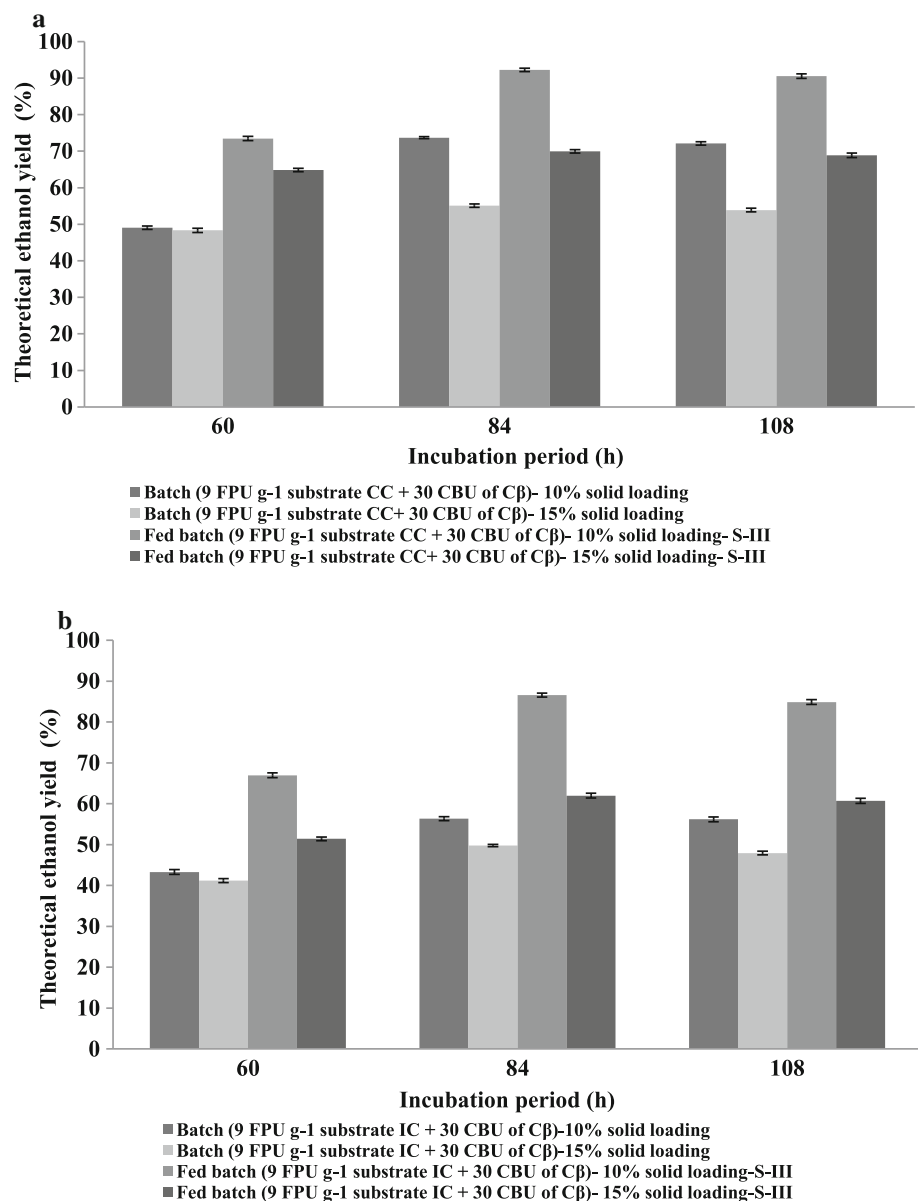 a
100
90
80
70
60
50
40
30
20
10
0
Theoretical ethanol yield (%)
60 84 108
Incubation period (h)
Batch (9 FPU g-1 substrate CC + 30 CBU of Cβ)- 10% solid loading
Batch (9 FPU g-1 substrate CC+ 30 CBU of Cβ)- 15% solid loading
Fed batch (9 FPU g-1 substrate CC + 30 CBU of Cβ)- 10% solid loading- S-III
Fed batch (9 FPU g-1 substrate CC+ 30 CBU of Cβ)- 15% solid loading- S-III
b
100
90
80
70
60
50
40
30
20
10
0
Theoretical ethanol yield (%)
60 84 108
Incubation period (h)
Batch (9 FPU g-1 substrate IC + 30 CBU of Cβ)-10% solid loading
Batch (9 FPU g-1 substrate IC + 30 CBU of Cβ)-15% solid loading
Fed batch (9 FPU g-1 substrate IC + 30 CBU of Cβ)- 10% solid loading-S-III
Fed batch (9 FPU g-1 substrate IC + 30 CBU of Cβ)- 15% solid loading-S-III